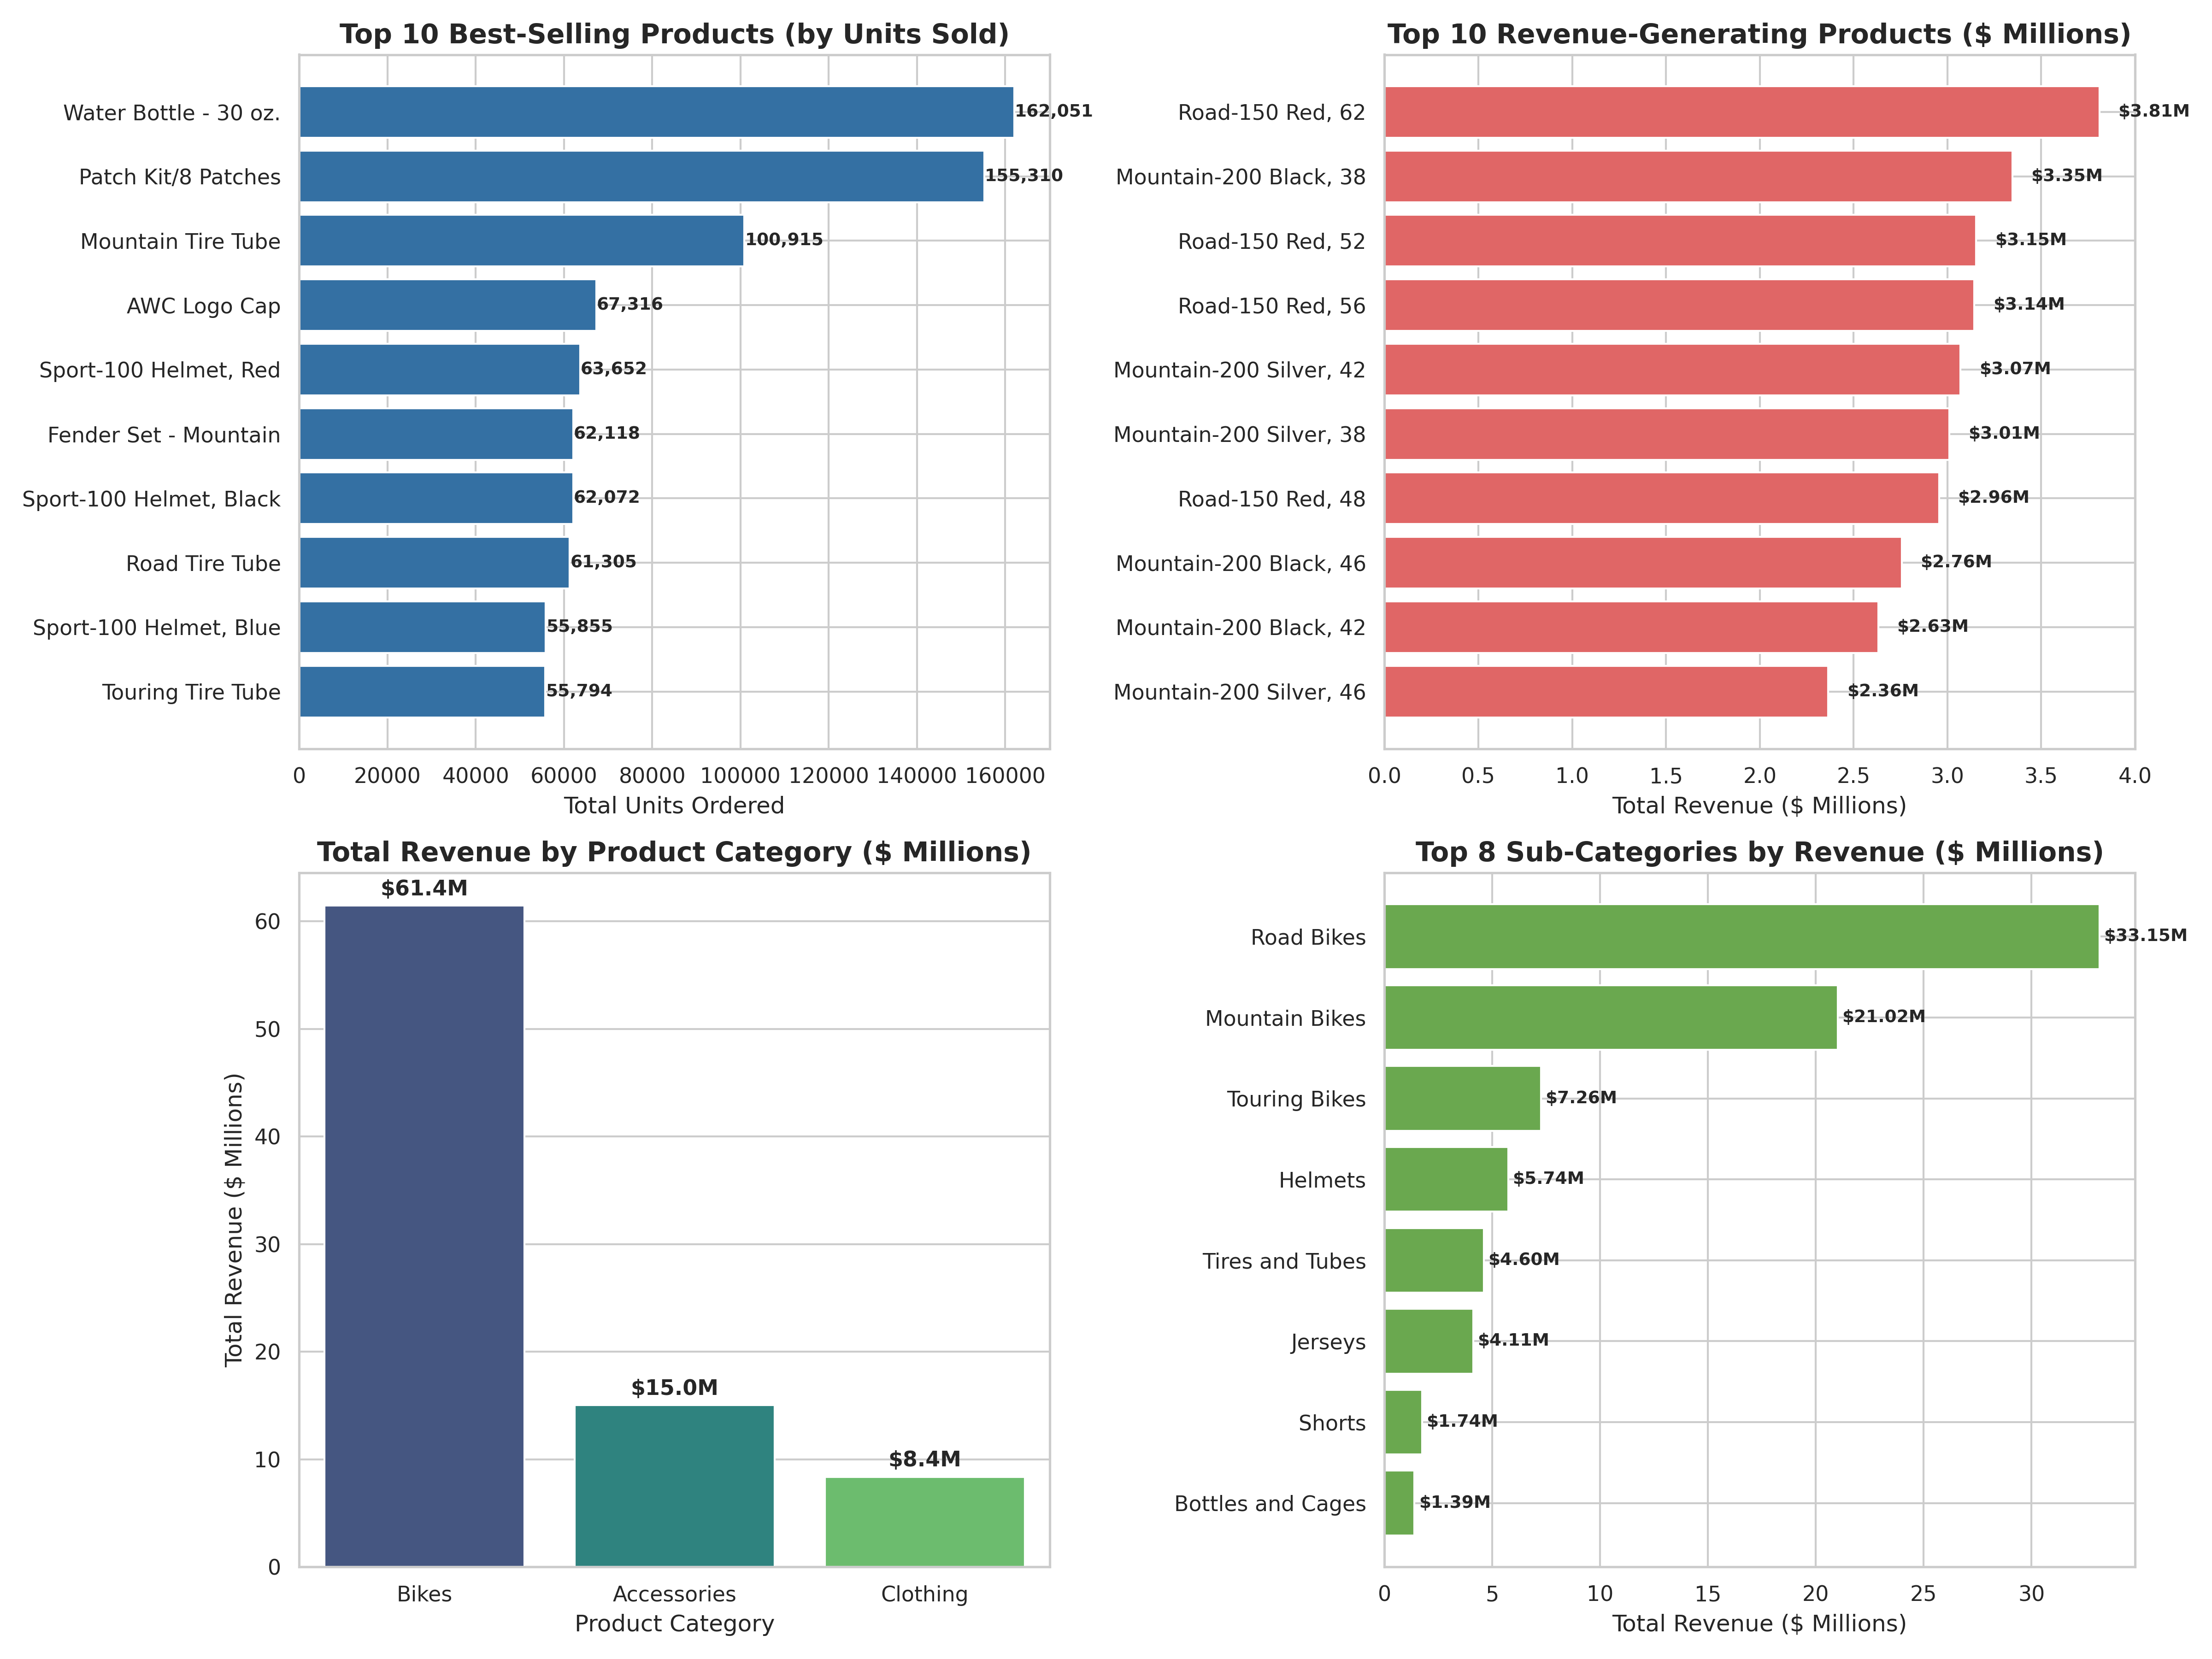 Top 10 Best-Selling Products (by Units Sold)
Water Bottle - 30 oz. 162,051
Patch Kit/8 Patches 155,310
Mountain Tire Tube 100,915
AWC Logo Cap 67,316
Sport-100 Helmet, Red 63,652
Fender Set - Mountain 62,118
Sport-100 Helmet, Black 62,072
Road Tire Tube 61,305
Sport-100 Helmet, Blue 55,855
Touring Tire Tube 55,794
0 20000 40000 60000 80000 100000 120000 140000 160000
Total Units Ordered
Top 10 Revenue-Generating Products ($ Millions)
Road-150 Red, 62 $3.81M
Mountain-200 Black, 38 $3.35M
Road-150 Red, 52 $3.15M
Road-150 Red, 56 $3.14M
Mountain-200 Silver, 42 $3.07M
Mountain-200 Silver, 38 $3.01M
Road-150 Red, 48 $2.96M
Mountain-200 Black, 46 $2.76M
Mountain-200 Black, 42 $2.63M
Mountain-200 Silver, 46 $2.36M
0.0 0.5 1.0 1.5 2.0 2.5 3.0 3.5 4.0
Total Revenue ($ Millions)
Total Revenue by Product Category ($ Millions)
Total Revenue ($ Millions)
60
50
40
30
20
10
0
$61.4M
$15.0M
$8.4M
Bikes Accessories Clothing
Product Category
Top 8 Sub-Categories by Revenue ($ Millions)
Road Bikes $33.15M
Mountain Bikes $21.02M
Touring Bikes $7.26M
Helmets $5.74M
Tires and Tubes $4.60M
Jerseys $4.11M
Shorts $1.74M
Bottles and Cages $1.39M
0 5 10 15 20 25 30
Total Revenue ($ Millions)